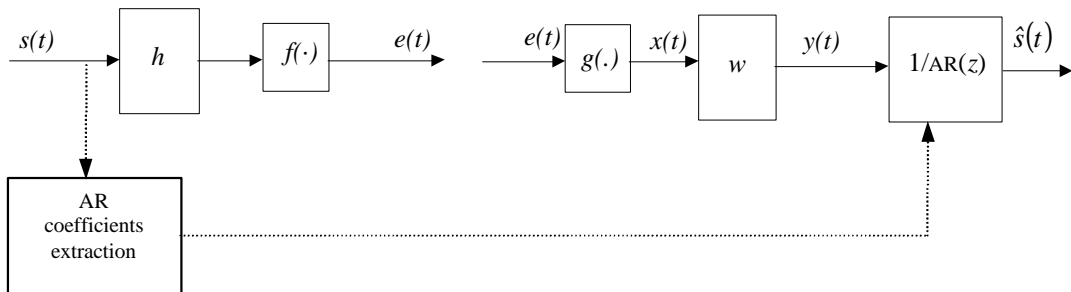 s(t) h f(·) e(t) e(t) g(.) x(t) w y(t) 1/AR(z) ŝ(t)
AR
coefficients
extraction